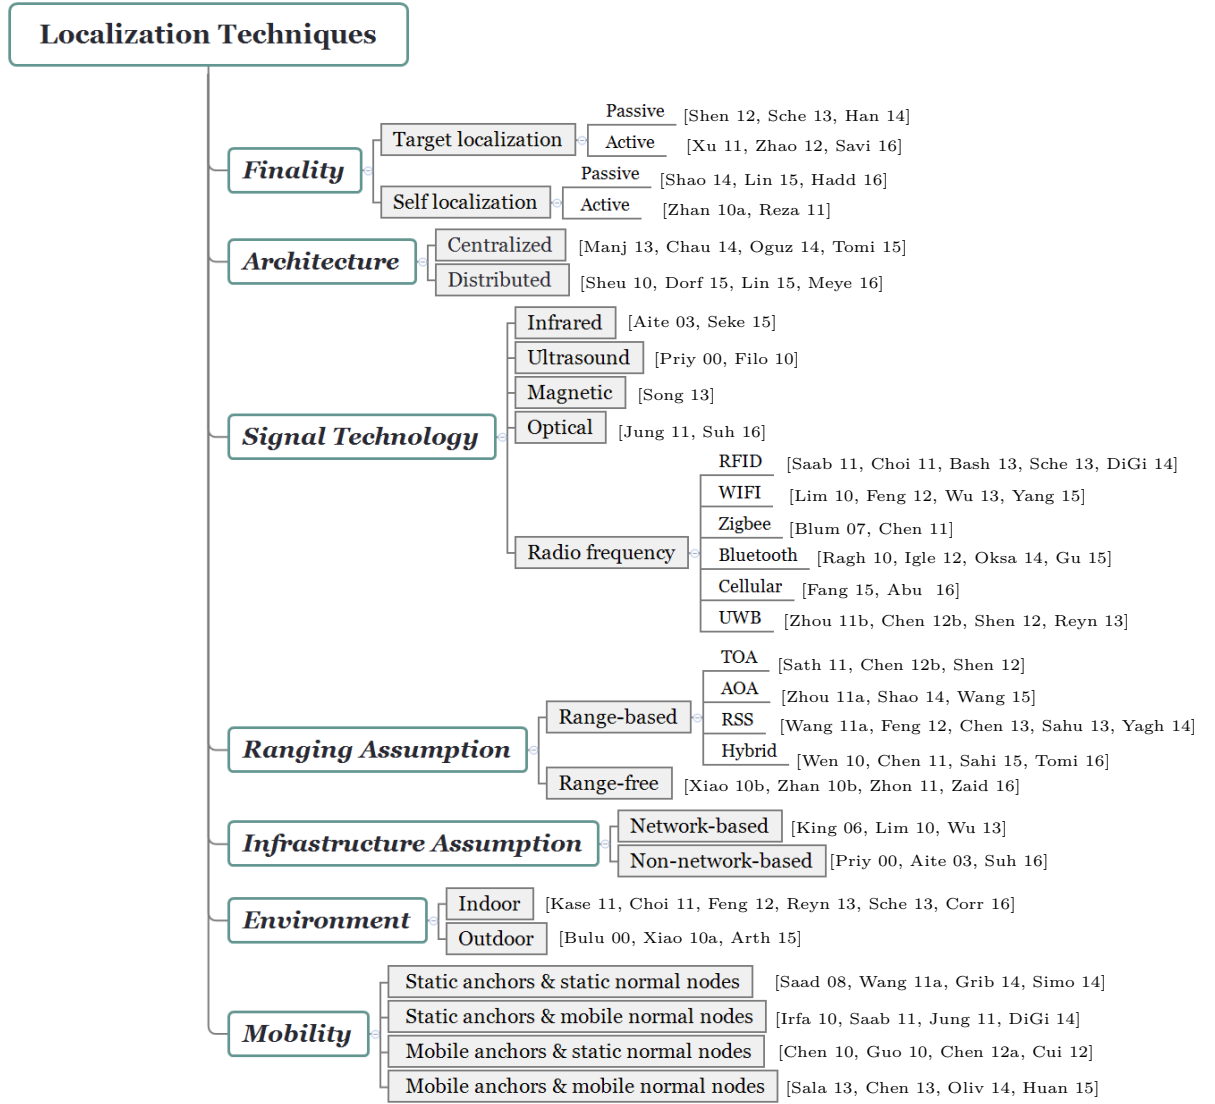 Localization Techniques
Finality
Target localization
Passive [Shen 12, Sche 13, Han 14]
Active [Xu 11, Zhao 12, Savi 16]
Self localization
Passive [Shao 14, Lin 15, Hadd 16]
Active [Zhan 10a, Reza 11]
Architecture
Centralized [Manj 13, Chau 14, Oguz 14, Tomi 15]
Distributed [Sheu 10, Dorf 15, Lin 15, Meye 16]
Signal Technology
Infrared [Aite 03, Seke 15]
Ultrasound [Priy 00, Filo 10]
Magnetic [Song 13]
Optical [Jung 11, Suh 16]
Radio frequency
RFID [Saab 11, Choi 11, Bash 13, Sche 13, DiGi 14]
WIFI [Lim 10, Feng 12, Wu 13, Yang 15]
Zigbee [Blum 07, Chen 11]
Bluetooth [Ragh 10, Igle 12, Oksa 14, Gu 15]
Cellular [Fang 15, Abu 16]
UWB [Zhou 11b, Chen 12b, Shen 12, Reyn 13]
Ranging Assumption
Range-based
TOA [Sath 11, Chen 12b, Shen 12]
AOA [Zhou 11a, Shao 14, Wang 15]
RSS [Wang 11a, Feng 12, Chen 13, Sahu 13, Yagh 14]
Hybrid [Wen 10, Chen 11, Sahi 15, Tomi 16]
Range-free [Xiao 10b, Zhan 10b, Zhon 11, Zaid 16]
Infrastructure Assumption
Network-based [King 06, Lim 10, Wu 13]
Non-network-based [Priy 00, Aite 03, Suh 16]
Environment
Indoor [Kase 11, Choi 11, Feng 12, Reyn 13, Sche 13, Corr 16]
Outdoor [Bulu 00, Xiao 10a, Arth 15]
Mobility
Static anchors & static normal nodes [Saad 08, Wang 11a, Grib 14, Simo 14]
Static anchors & mobile normal nodes [Irfa 10, Saab 11, Jung 11, DiGi 14]
Mobile anchors & static normal nodes [Chen 10, Guo 10, Chen 12a, Cui 12]
Mobile anchors & mobile normal nodes [Sala 13, Chen 13, Oliv 14, Huan 15]